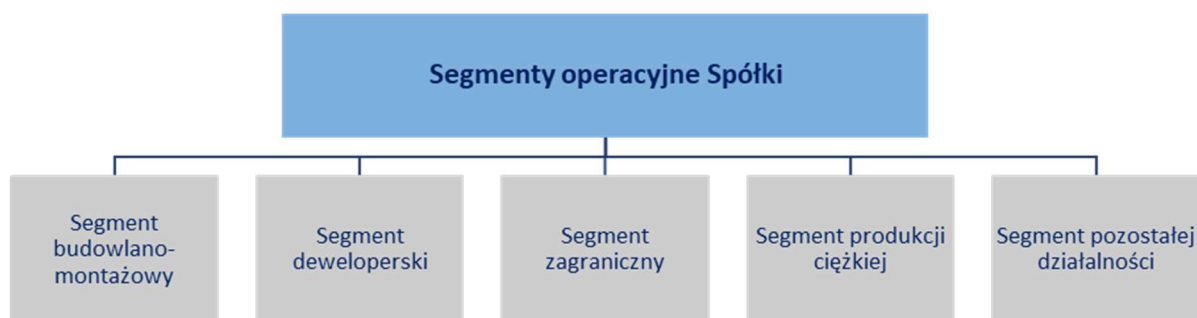 Segmenty operacyjne Spółki
Segment
budowlano-
montażowy
Segment
deweloperski
Segment
zagraniczny
Segment produkcji
ciężkiej
Segment pozostałej
działalności